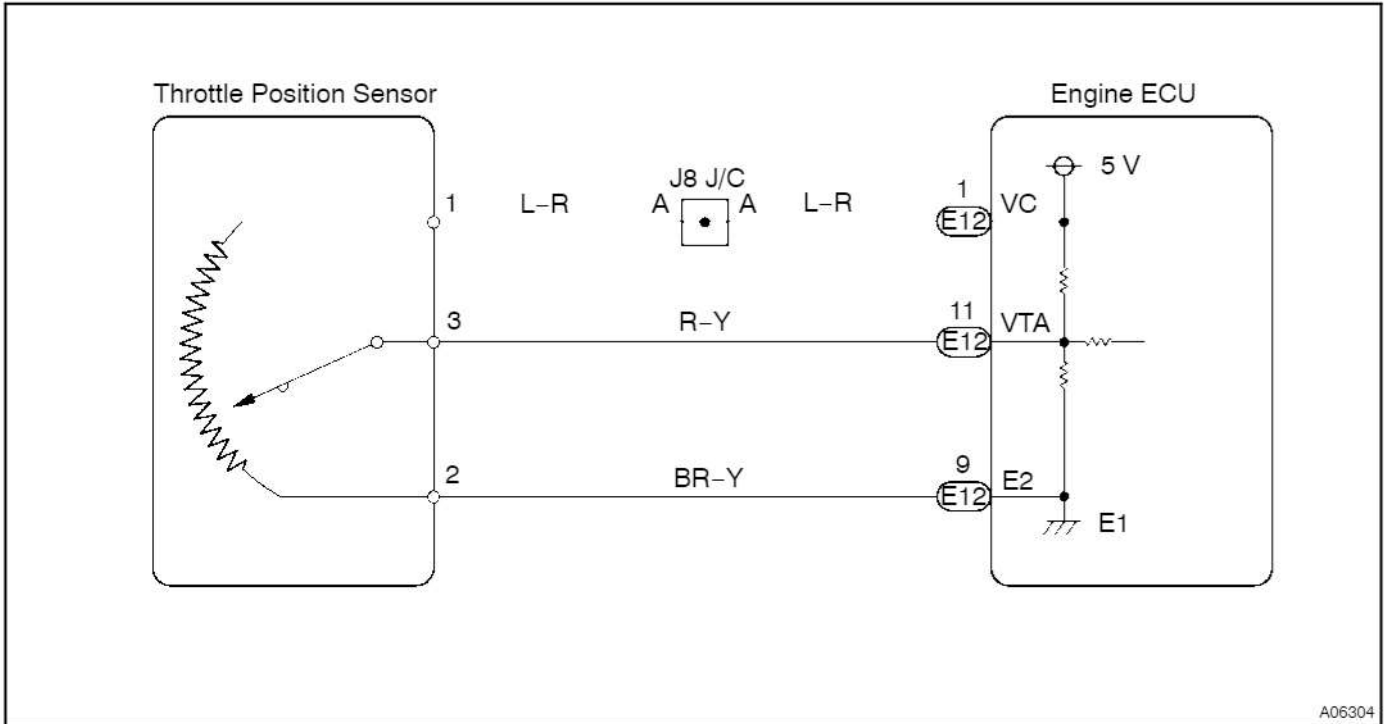 Throttle Position Sensor
Engine ECU
5 V
J8 J/C
1
L-R
A
A
L-R
1
E12
VC
3
R-Y
11
E12
VTA
2
BR-Y
9
E12
E2
E1
A06304